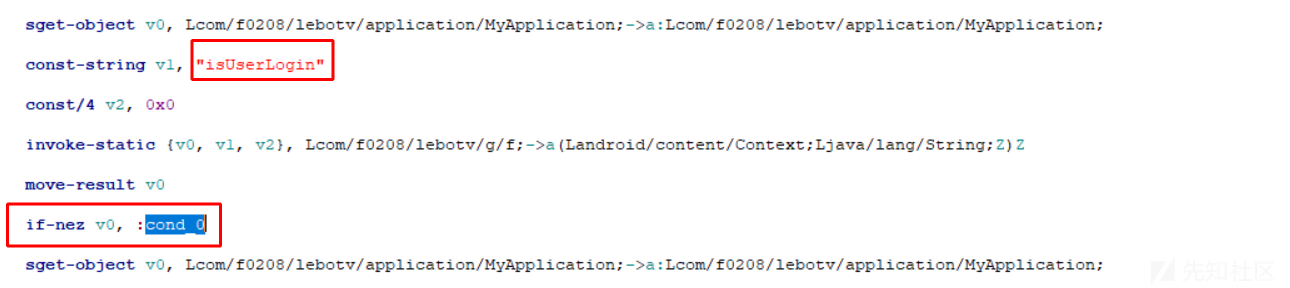 sget-object v0, Lcom/f0208/lebotv/application/MyApplication;->a:Lcom/f0208/lebotv/application/MyApplication;
const-string v1, "isUserLogin"
const/4 v2, 0x0
invoke-static {v0, v1, v2}, Lcom/f0208/lebotv/g/f;->a(Landroid/content/Context;Ljava/lang/String;Z)Z
move-result v0
if-nez v0, :cond_0
sget-object v0, Lcom/f0208/lebotv/application/MyApplication;->a:Lcom/f0208/lebotv/application/MyApplication;
先知社区